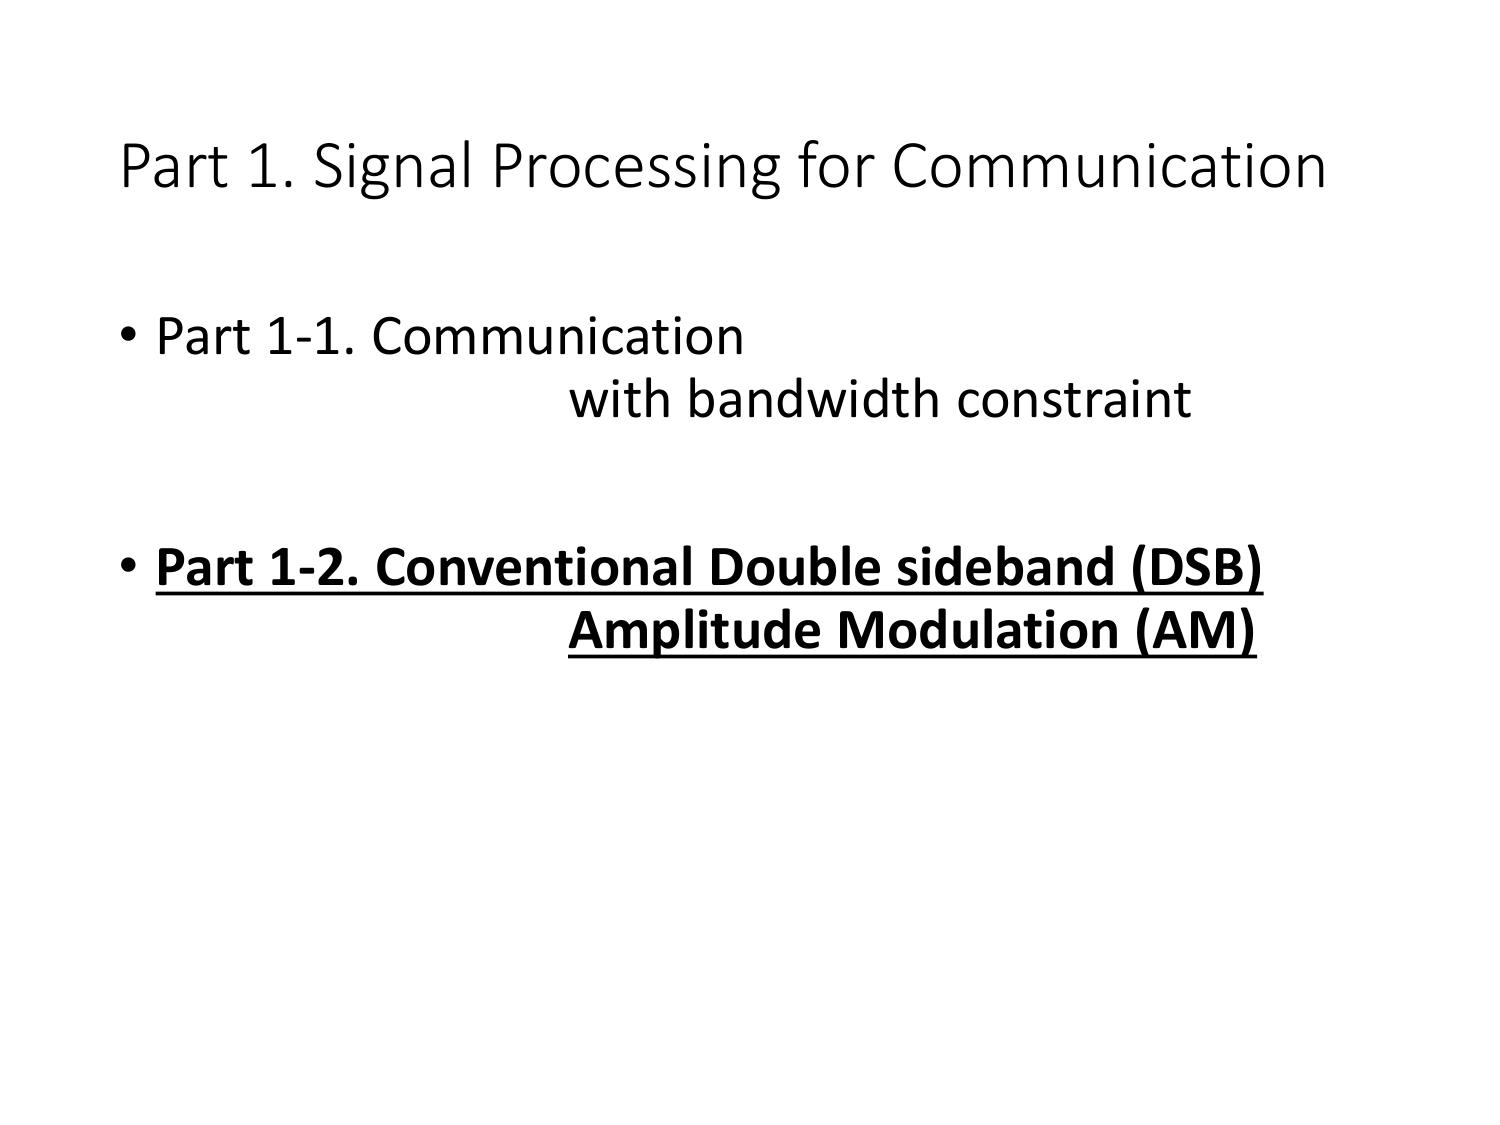 Part 1. Signal Processing for Communication
• Part 1-1. Communication
with bandwidth constraint
• Part 1-2. Conventional Double sideband (DSB)
Amplitude Modulation (AM)